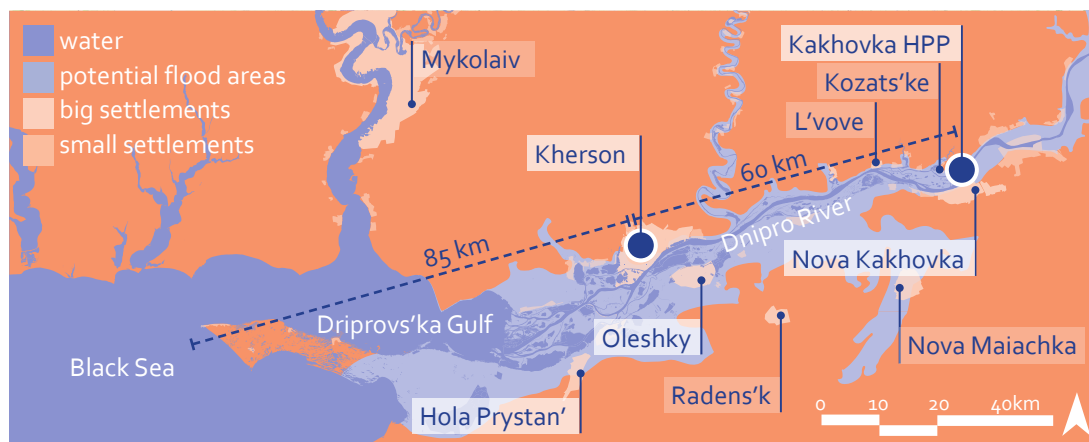 water
potential flood areas
big settlements
small settlements
Mykolaiv
Kakhovka HPP
Kozats'ke
L'vove
Kherson
60 km
85 km
Dnipro River
Nova Kakhovka
Driprovs'ka Gulf
Oleshky
Black Sea
Nova Maiachka
Radens'k
Hola Prystan'
0 10 20 40km